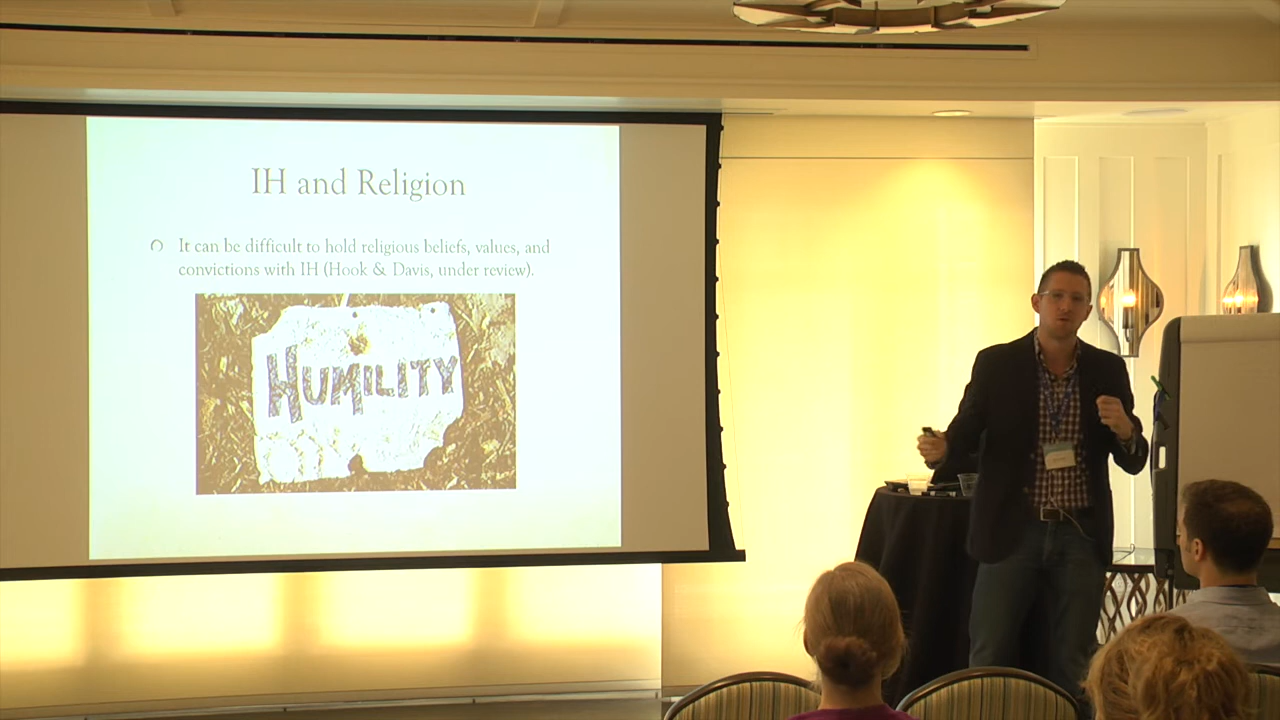 IH and Religion
It can be difficult to hold religious beliefs, values, and
convictions with IH (Hook & Davis, under review).
HUMILITY